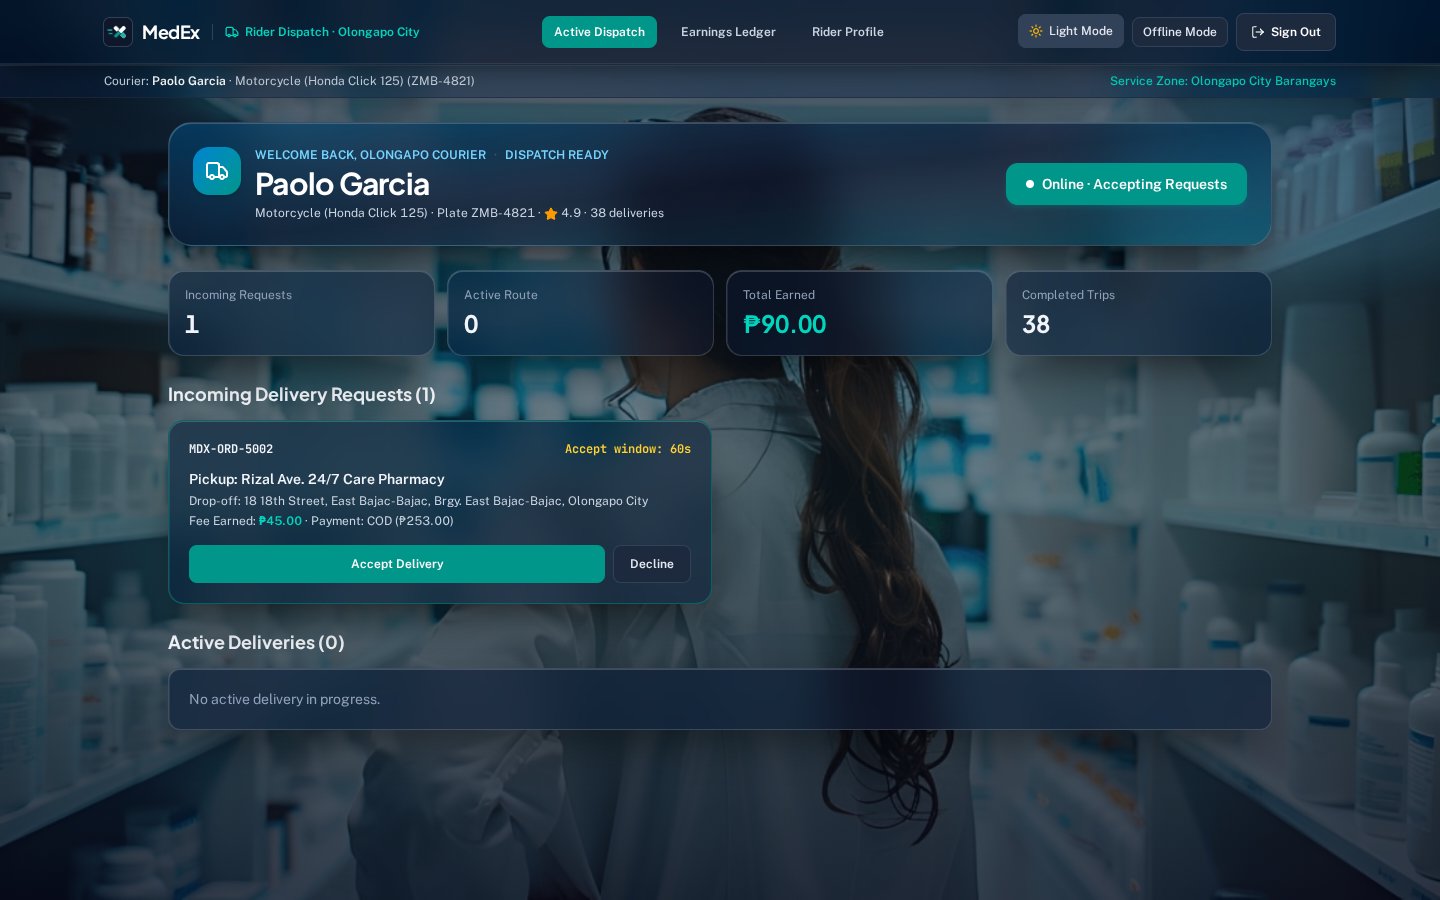 MedEx
Rider Dispatch · Olongapo City
Active Dispatch
Earnings Ledger
Rider Profile
Light Mode
Offline Mode
Sign Out
Courier: Paolo Garcia · Motorcycle (Honda Click 125) (ZMB-4821)
Service Zone: Olongapo City Barangays
WELCOME BACK, OLONGAPO COURIER · DISPATCH READY
Paolo Garcia
Motorcycle (Honda Click 125) · Plate ZMB-4821 · ⭐ 4.9 · 38 deliveries
Online · Accepting Requests
Incoming Requests
1
Active Route
0
Total Earned
₱90.00
Completed Trips
38
Incoming Delivery Requests (1)
MDX-ORD-5002
Accept window: 60s
Pickup: Rizal Ave. 24/7 Care Pharmacy
Drop-off: 18 18th Street, East Bajac-Bajac, Brgy. East Bajac-Bajac, Olongapo City
Fee Earned: ₱45.00 · Payment: COD (₱253.00)
Accept Delivery
Decline
Active Deliveries (0)
No active delivery in progress.